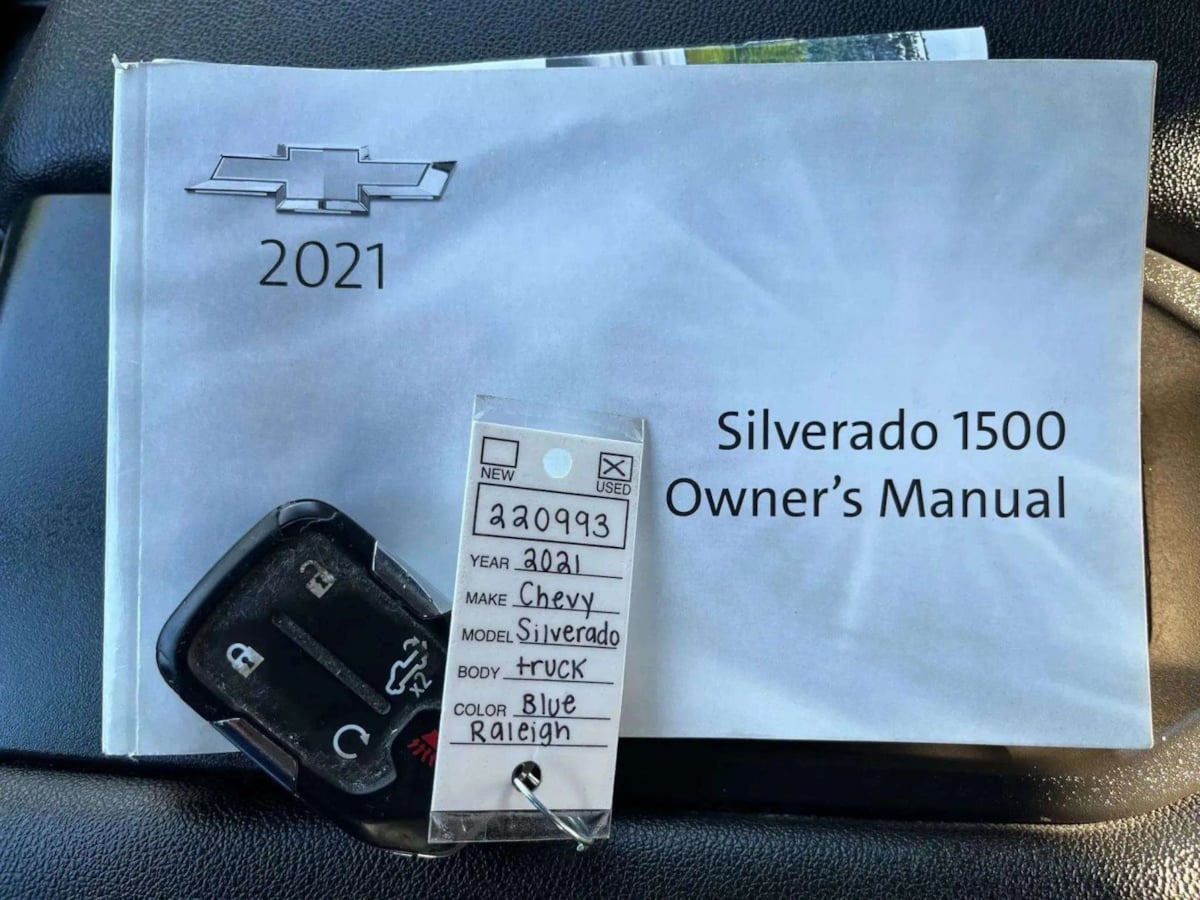 2021
Silverado 1500
Owner's Manual
NEW USED
220993
YEAR 2021
MAKE Chevy
MODEL Silverado
BODY truck
COLOR Blue
Raleigh
x2